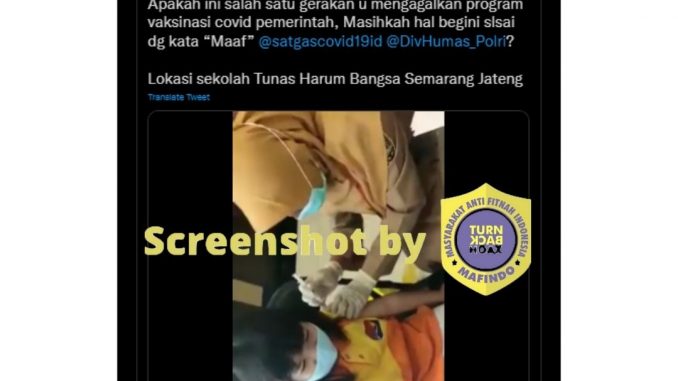 Apakah ini salah satu gerakan u mengagalkan program
vaksinasi covid pemerintah, Masihkah hal begini slsai
dg kata “Maaf” @satgascovid19id @DivHumas_Polri?
Lokasi sekolah Tunas Harum Bangsa Semarang Jateng
Translate Tweet
Screenshot by
MASYARAKAT ANTI FITNAH INDONESIA
TURN
BACK
HOAX
MAFINDO